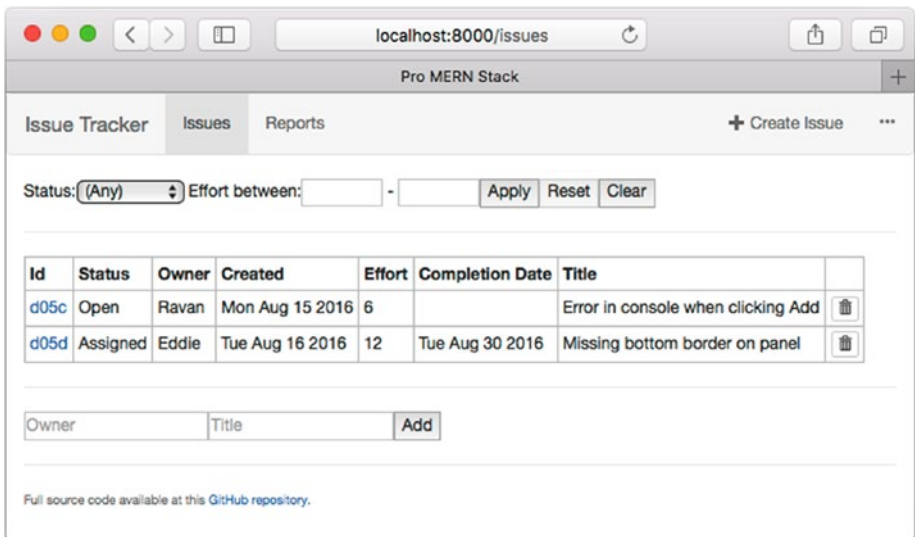 localhost:8000/issues
Pro MERN Stack
Issue Tracker Issues Reports + Create Issue ...
Status: (Any) Effort between: - Apply Reset Clear
Id Status Owner Created Effort Completion Date Title
d05c Open Ravan Mon Aug 15 2016 6 Error in console when clicking Add
d05d Assigned Eddie Tue Aug 16 2016 12 Tue Aug 30 2016 Missing bottom border on panel
Owner Title Add
Full source code available at this GitHub repository.